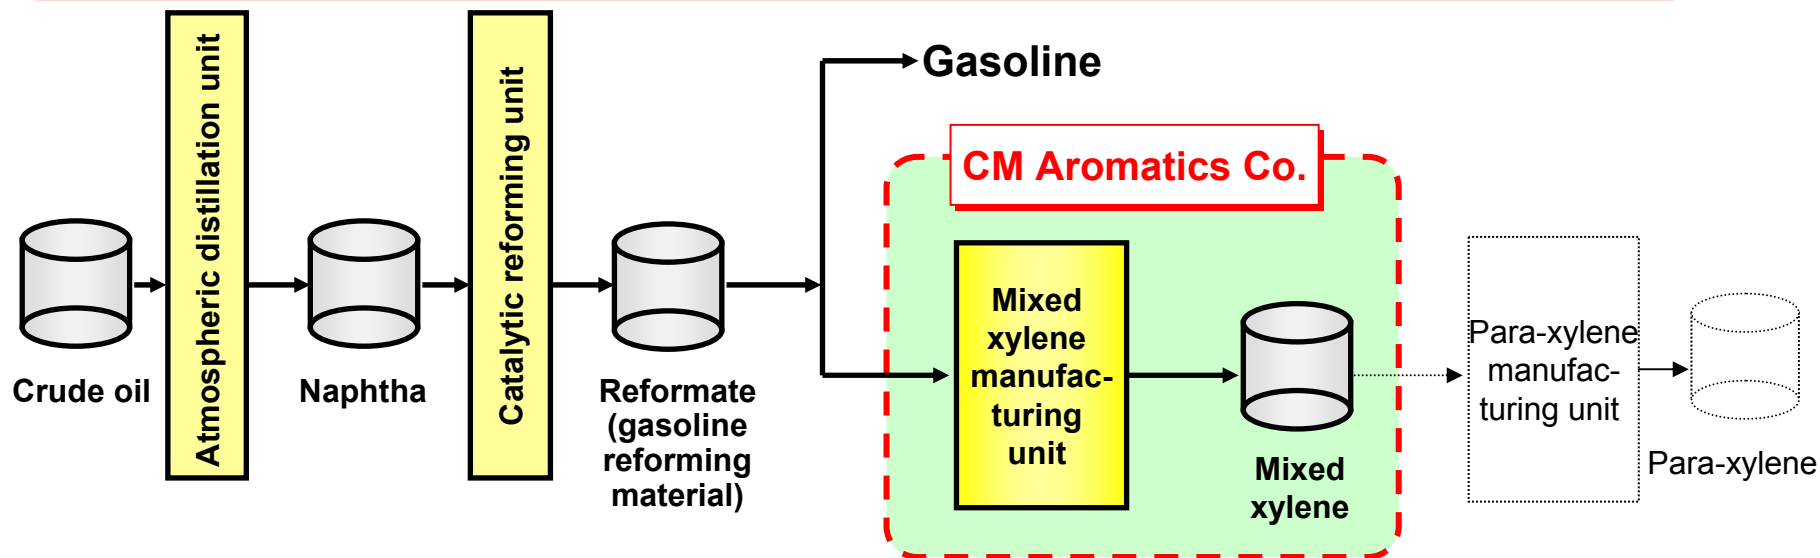 Atmospheric distillation unit
Catalytic reforming unit
Gasoline
CM Aromatics Co.
Crude oil
Naphtha
Reformate
(gasoline
reforming
material)
Mixed
xylene
manufac-
turing
unit
Mixed
xylene
Para-xylene
manufac-
turing unit
Para-xylene